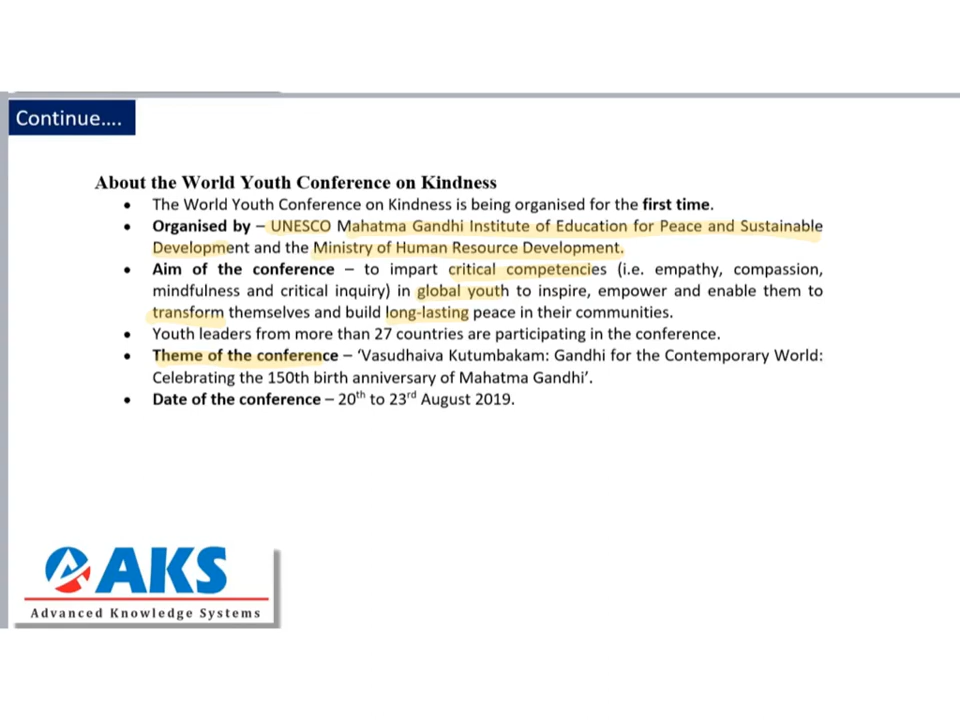 Continue....
About the World Youth Conference on Kindness
• The World Youth Conference on Kindness is being organised for the first time.
• Organised by – UNESCO Mahatma Gandhi Institute of Education for Peace and Sustainable
Development and the Ministry of Human Resource Development.
• Aim of the conference – to impart critical competencies (i.e. empathy, compassion,
mindfulness and critical inquiry) in global youth to inspire, empower and enable them to
transform themselves and build long-lasting peace in their communities.
• Youth leaders from more than 27 countries are participating in the conference.
• Theme of the conference – ‘Vasudhaiva Kutumbakam: Gandhi for the Contemporary World:
Celebrating the 150th birth anniversary of Mahatma Gandhi’.
• Date of the conference – 20th to 23rd August 2019.
AKS
Advanced Knowledge Systems